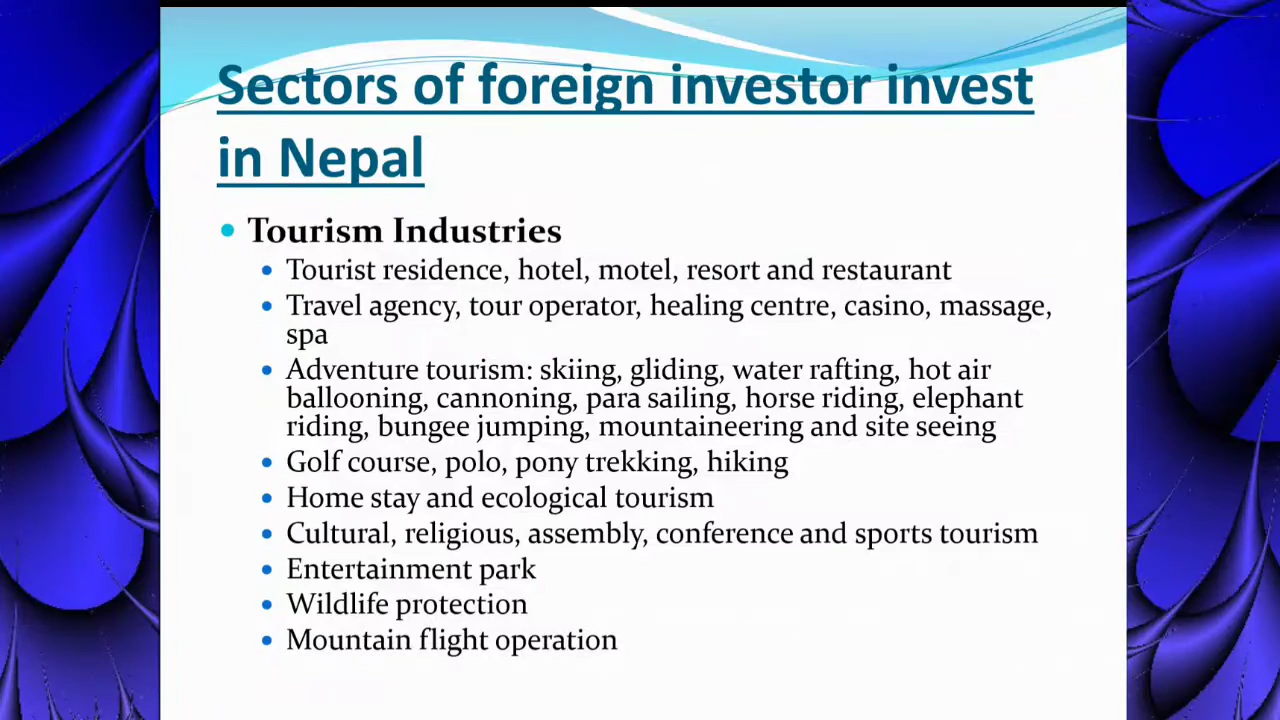 Sectors of foreign investor invest
in Nepal
• Tourism Industries
• Tourist residence, hotel, motel, resort and restaurant
• Travel agency, tour operator, healing centre, casino, massage,
spa
• Adventure tourism: skiing, gliding, water rafting, hot air
ballooning, cannoning, para sailing, horse riding, elephant
riding, bungee jumping, mountaineering and site seeing
• Golf course, polo, pony trekking, hiking
• Home stay and ecological tourism
• Cultural, religious, assembly, conference and sports tourism
• Entertainment park
• Wildlife protection
• Mountain flight operation